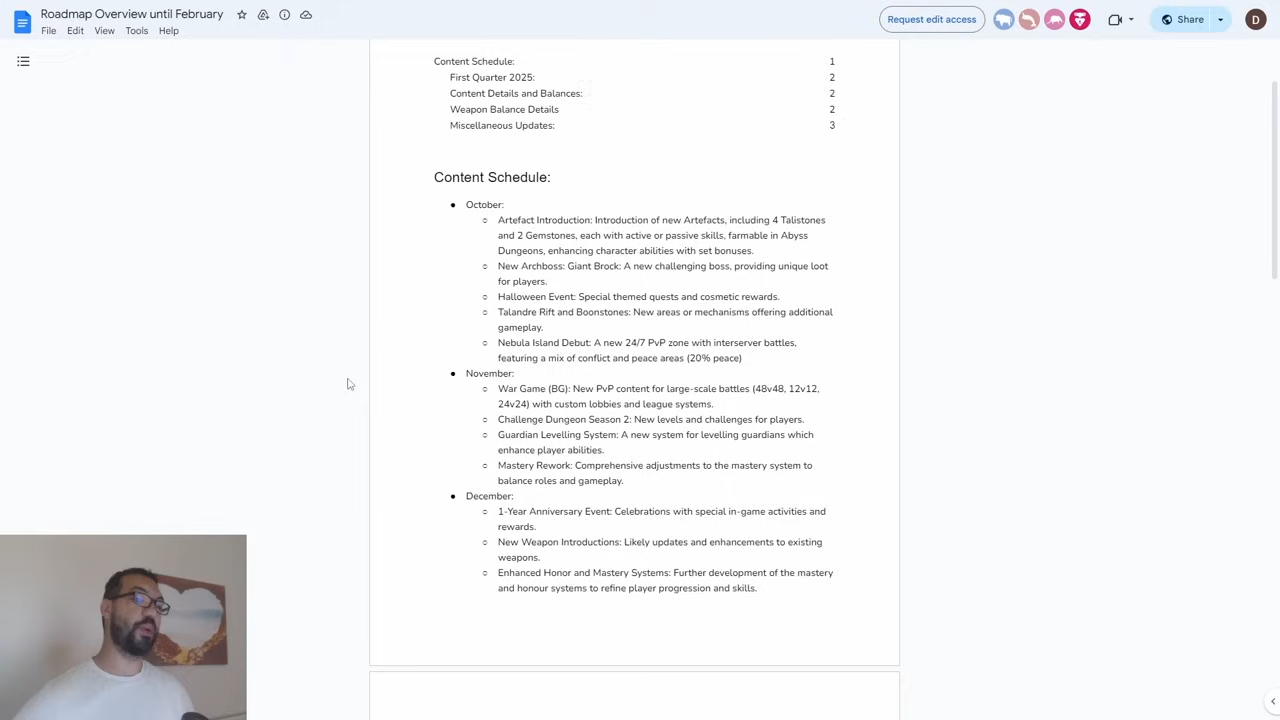 Roadmap Overview until February
File Edit View Tools Help
Request edit access
Share
D
Content Schedule: 1
First Quarter 2025: 2
Content Details and Balances: 2
Weapon Balance Details 2
Miscellaneous Updates: 3
Content Schedule:
● October:
○ Artefact Introduction: Introduction of new Artefacts, including 4 Talistones
and 2 Gemstones, each with active or passive skills, farmable in Abyss
Dungeons, enhancing character abilities with set bonuses.
○ New Archboss: Giant Brock: A new challenging boss, providing unique loot
for players.
○ Halloween Event: Special themed quests and cosmetic rewards.
○ Talandre Rift and Boonstones: New areas or mechanisms offering additional
gameplay.
○ Nebula Island Debut: A new 24/7 PvP zone with interserver battles,
featuring a mix of conflict and peace areas (20% peace)
● November:
○ War Game (BG): New PvP content for large-scale battles (48v48, 12v12,
24v24) with custom lobbies and league systems.
○ Challenge Dungeon Season 2: New levels and challenges for players.
○ Guardian Levelling System: A new system for levelling guardians which
enhance player abilities.
○ Mastery Rework: Comprehensive adjustments to the mastery system to
balance roles and gameplay.
● December:
○ 1-Year Anniversary Event: Celebrations with special in-game activities and
rewards.
○ New Weapon Introductions: Likely updates and enhancements to existing
weapons.
○ Enhanced Honor and Mastery Systems: Further development of the mastery
and honour systems to refine player progression and skills.